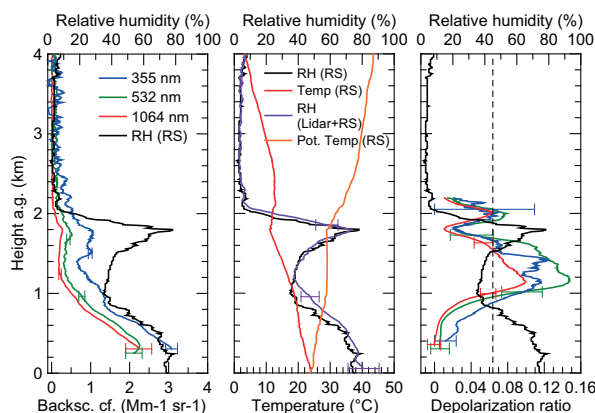 Relative humidity (%) Relative humidity (%) Relative humidity (%)
0 20 40 60 80 100 0 20 40 60 80 100 0 20 40 60 80 100
4
355 nm
532 nm
1064 nm
RH (RS)
RH (RS)
Temp (RS)
RH
(Lidar+RS)
Pot. Temp (RS)
3
2
1
0
Height a.g. (km)
0 1 2 3 4 0 10 20 30 40 50 0 0.04 0.08 0.12 0.16
Backsc. cf. (Mm-1 sr-1) Temperature (°C) Depolarization ratio